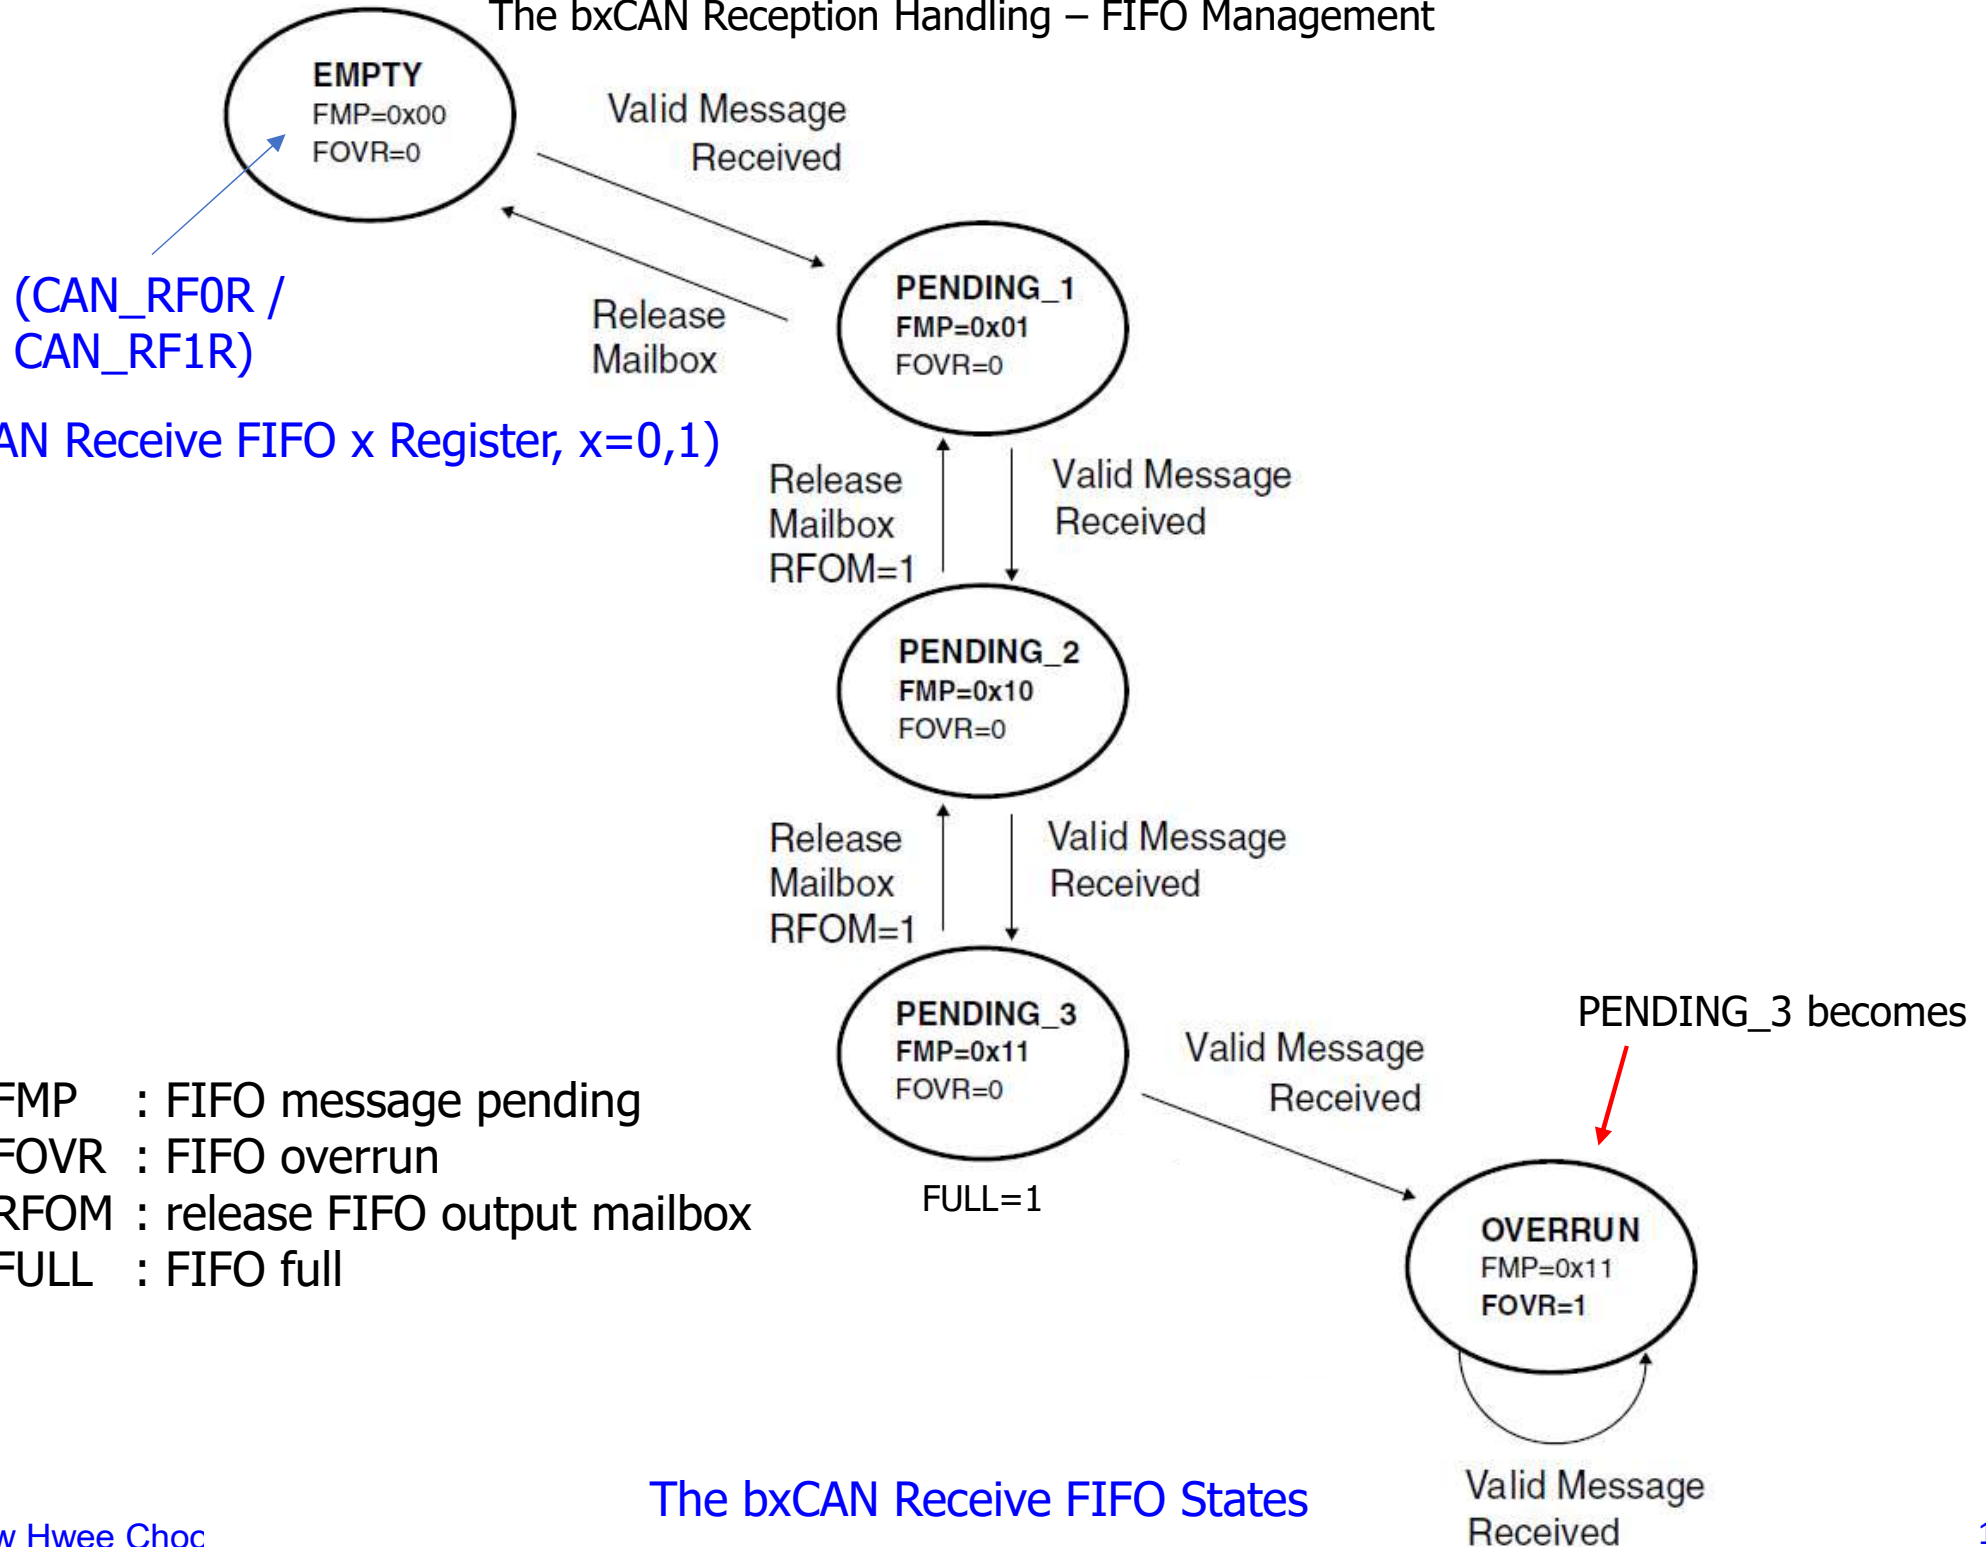 The bxCAN Reception Handling – FIFO Management
EMPTY
FMP=0x00
FOVR=0
Valid Message
Received
(CAN_RF0R /
CAN_RF1R)
Release
Mailbox
PENDING_1
FMP=0x01
FOVR=0
AN Receive FIFO x Register, x=0,1)
Release
Mailbox
RFOM=1
Valid Message
Received
PENDING_2
FMP=0x10
FOVR=0
Release
Mailbox
RFOM=1
Valid Message
Received
PENDING_3
FMP=0x11
FOVR=0
FULL=1
Valid Message
Received
PENDING_3 becomes
FMP : FIFO message pending
FOVR : FIFO overrun
RFOM : release FIFO output mailbox
FULL : FIFO full
OVERRUN
FMP=0x11
FOVR=1
Valid Message
Received
The bxCAN Receive FIFO States
w Hwee Choc
1